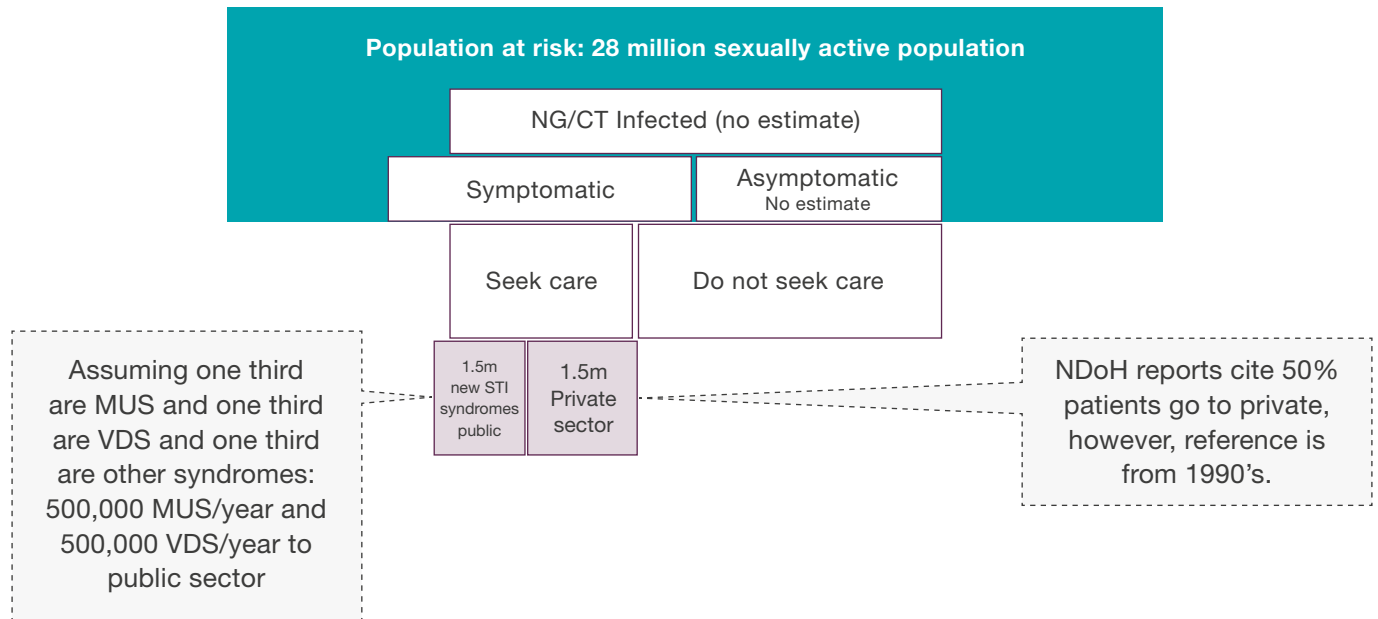 Population at risk: 28 million sexually active population
NG/CT Infected (no estimate)
Symptomatic
Asymptomatic
No estimate
Seek care
Do not seek care
Assuming one third
are MUS and one third
are VDS and one third
are other syndromes:
500,000 MUS/year and
500,000 VDS/year to
public sector
1.5m
new STI
syndromes
public
1.5m
Private
sector
NDoH reports cite 50%
patients go to private,
however, reference is
from 1990's.